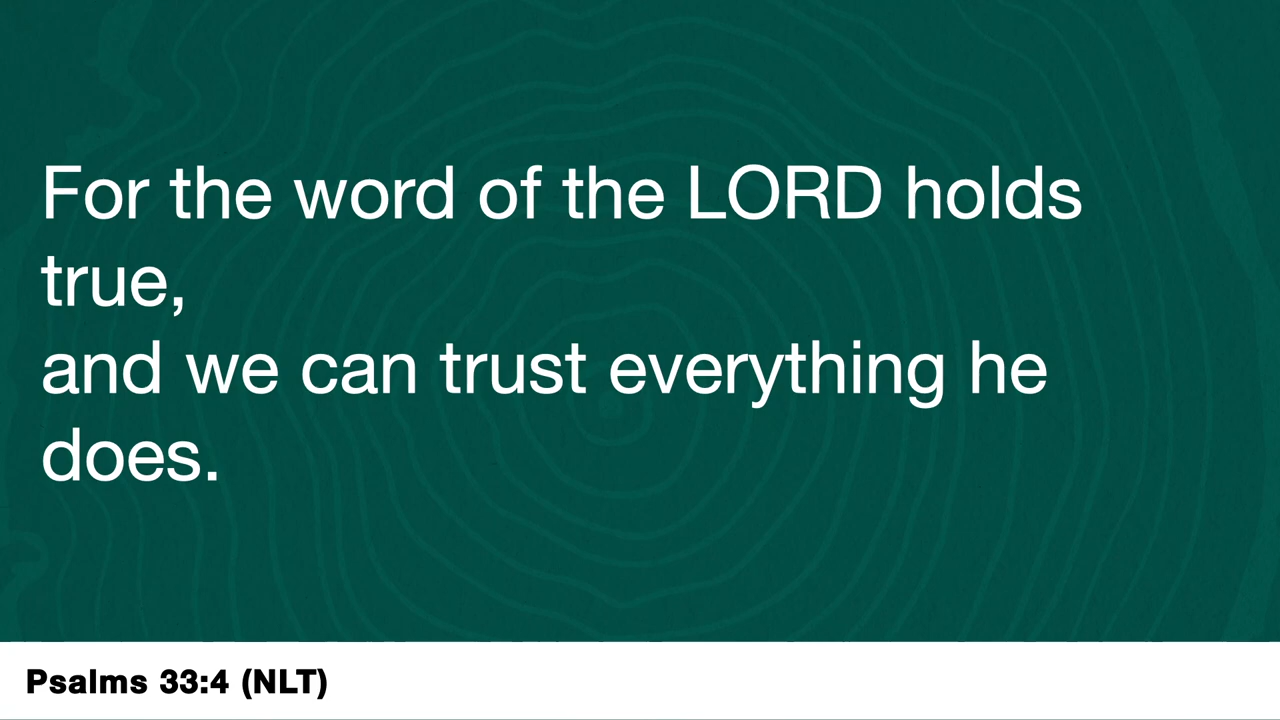 For the word of the LORD holds
true,
and we can trust everything he
does.
Psalms 33:4 (NLT)